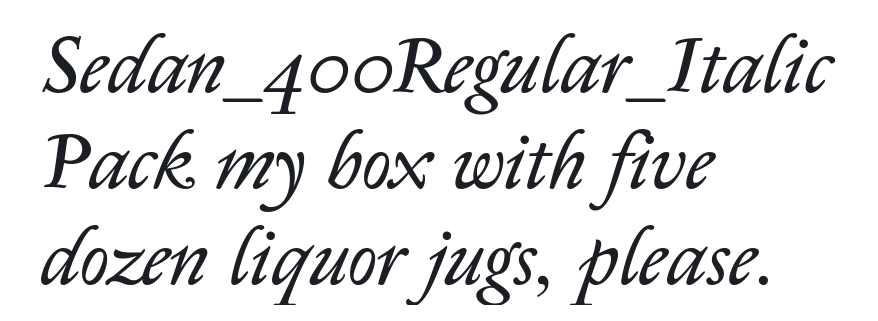 Sedan_400Regular_Italic
Pack my box with five
dozen liquor jugs, please.